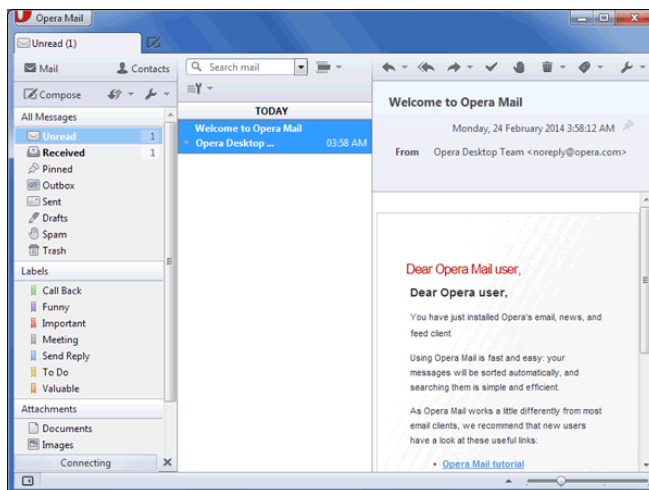 Opera Mail
Unread (1)
Mail
Contacts
Search mail
Compose
All Messages
Unread 1
Received 1
Pinned
Outbox
Sent
Drafts
Spam
Trash
Labels
Call Back
Funny
Important
Meeting
Send Reply
To Do
Valuable
Attachments
Documents
Images
Connecting
TODAY
Welcome to Opera Mail
Opera Desktop ... 03:58 AM
Welcome to Opera Mail
Monday, 24 February 2014 3:58:12 AM
From Opera Desktop Team <noreply@opera.com>
Dear Opera Mail user,
Dear Opera user,
You have just installed Opera's email, news, and
feed client
Using Opera Mail is fast and easy: your
messages will be sorted automatically, and
searching them is simple and efficient.
As Opera Mail works a little differently from most
email clients, we recommend that new users
have a look at these useful links:
• Opera Mail tutorial